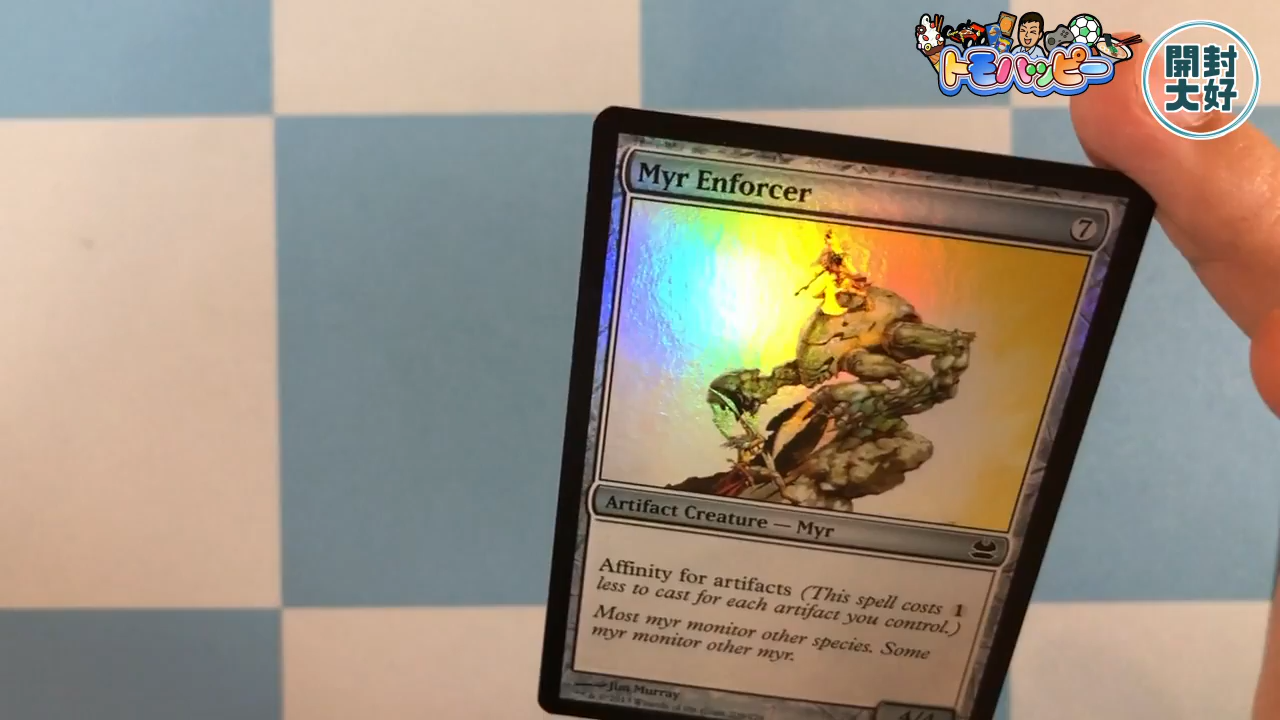 トモハッピー
開封
大好
Myr Enforcer
7
Artifact Creature — Myr
Affinity for artifacts (This spell costs 1
less to cast for each artifact you control.)
Most myr monitor other species. Some
myr monitor other myr.
Jim Murray